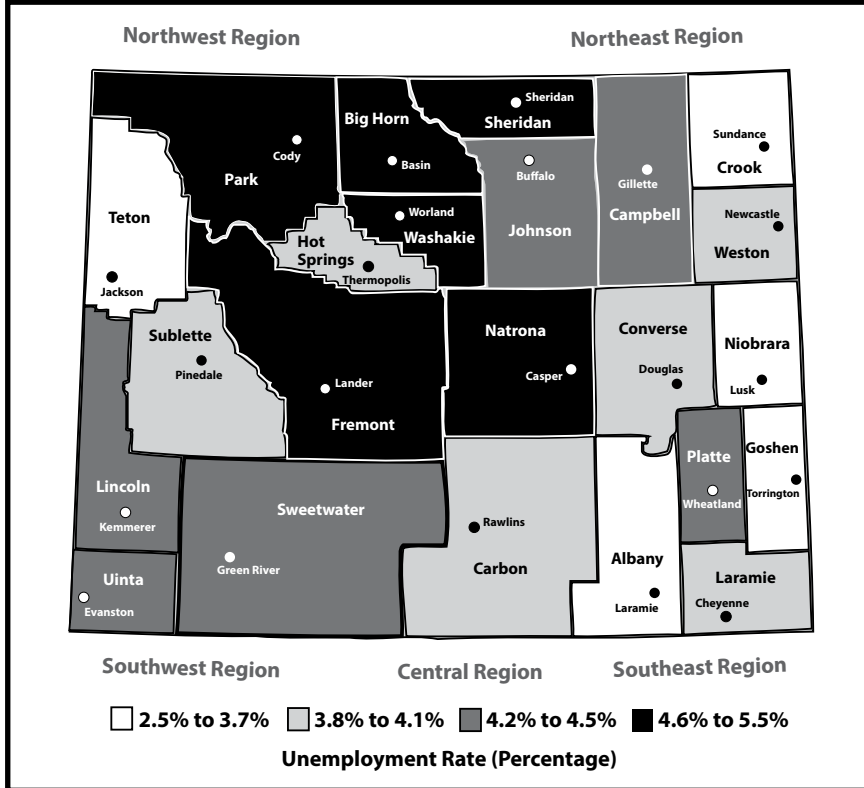 Northwest Region
Northeast Region
Sheridan
Big Horn
Sheridan
Sundance
Cody
Basin
Buffalo
Crook
Park
Gillette
Teton
Worland
Newcastle
Campbell
Johnson
Washakie
Hot
Springs
Weston
Thermopolis
Jackson
Sublette
Natrona
Converse
Niobrara
Pinedale
Casper
Douglas
Lander
Lusk
Fremont
Goshen
Platte
Lincoln
Torrington
Wheatland
Sweetwater
Kemmerer
Rawlins
Albany
Green River
Carbon
Uinta
Laramie
Evanston
Laramie
Cheyenne
Southwest Region
Central Region
Southeast Region
2.5% to 3.7%
3.8% to 4.1%
4.2% to 4.5%
4.6% to 5.5%
Unemployment Rate (Percentage)